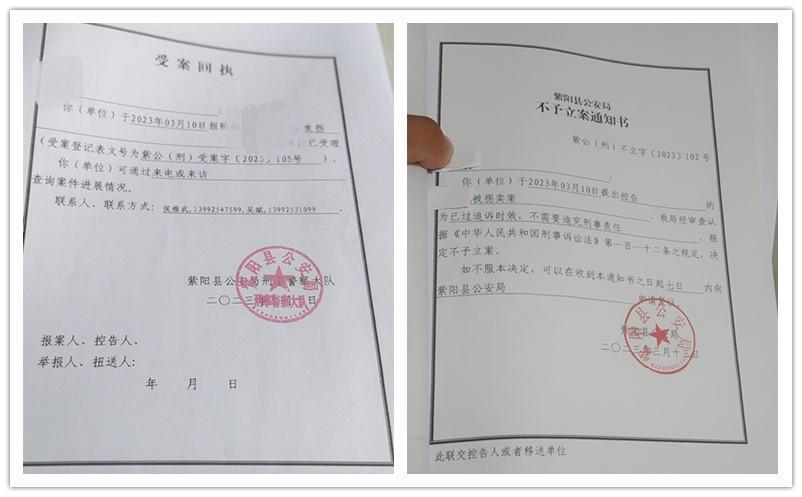 受案回执
你（单位）于2023年03月10日报称的
被拐
单位已受理
（受案登记表文号为紫公（刑）受案字〔2023〕105号）。
你（单位）可通过来电或来访
查询案件进展情况。
联系人、联系方式：侯维武,13992547599,吴斌,13992531099
紫阳县公安局刑 警察大队
二〇二三年 月 日
报案人、控告人、
举报人、扭送人：
年 月 日
紫阳县公安局
不予立案通知书
紫公（刑）不立字〔2023〕102号
你（单位）于2023年03月10日提出控告的
被拐卖案
为已过追诉时效、不需要追究刑事责任，根
我局经审查认
据《中华人民共和国刑事诉讼法》第一百一十二条之规定，决
定不予立案。
如不服本决定，可以在收到本通知书之日起七日内向
紫阳县公安局
申请复议。
紫阳县公安局
二〇二三年三月十 日
此联交控告人或者移送单位